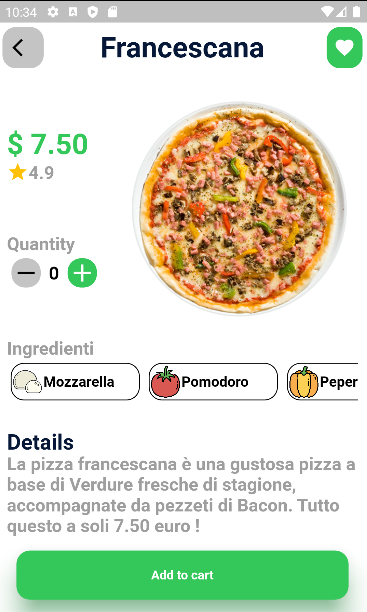 10:34
Francescana
$ 7.50
4.9
Quantity
0
Ingredienti
Mozzarella
Pomodoro
Peper
Details
La pizza francescana è una gustosa pizza a
base di Verdure fresche di stagione,
accompagnate da pezzeti di Bacon. Tutto
questo a soli 7.50 euro !
Add to cart